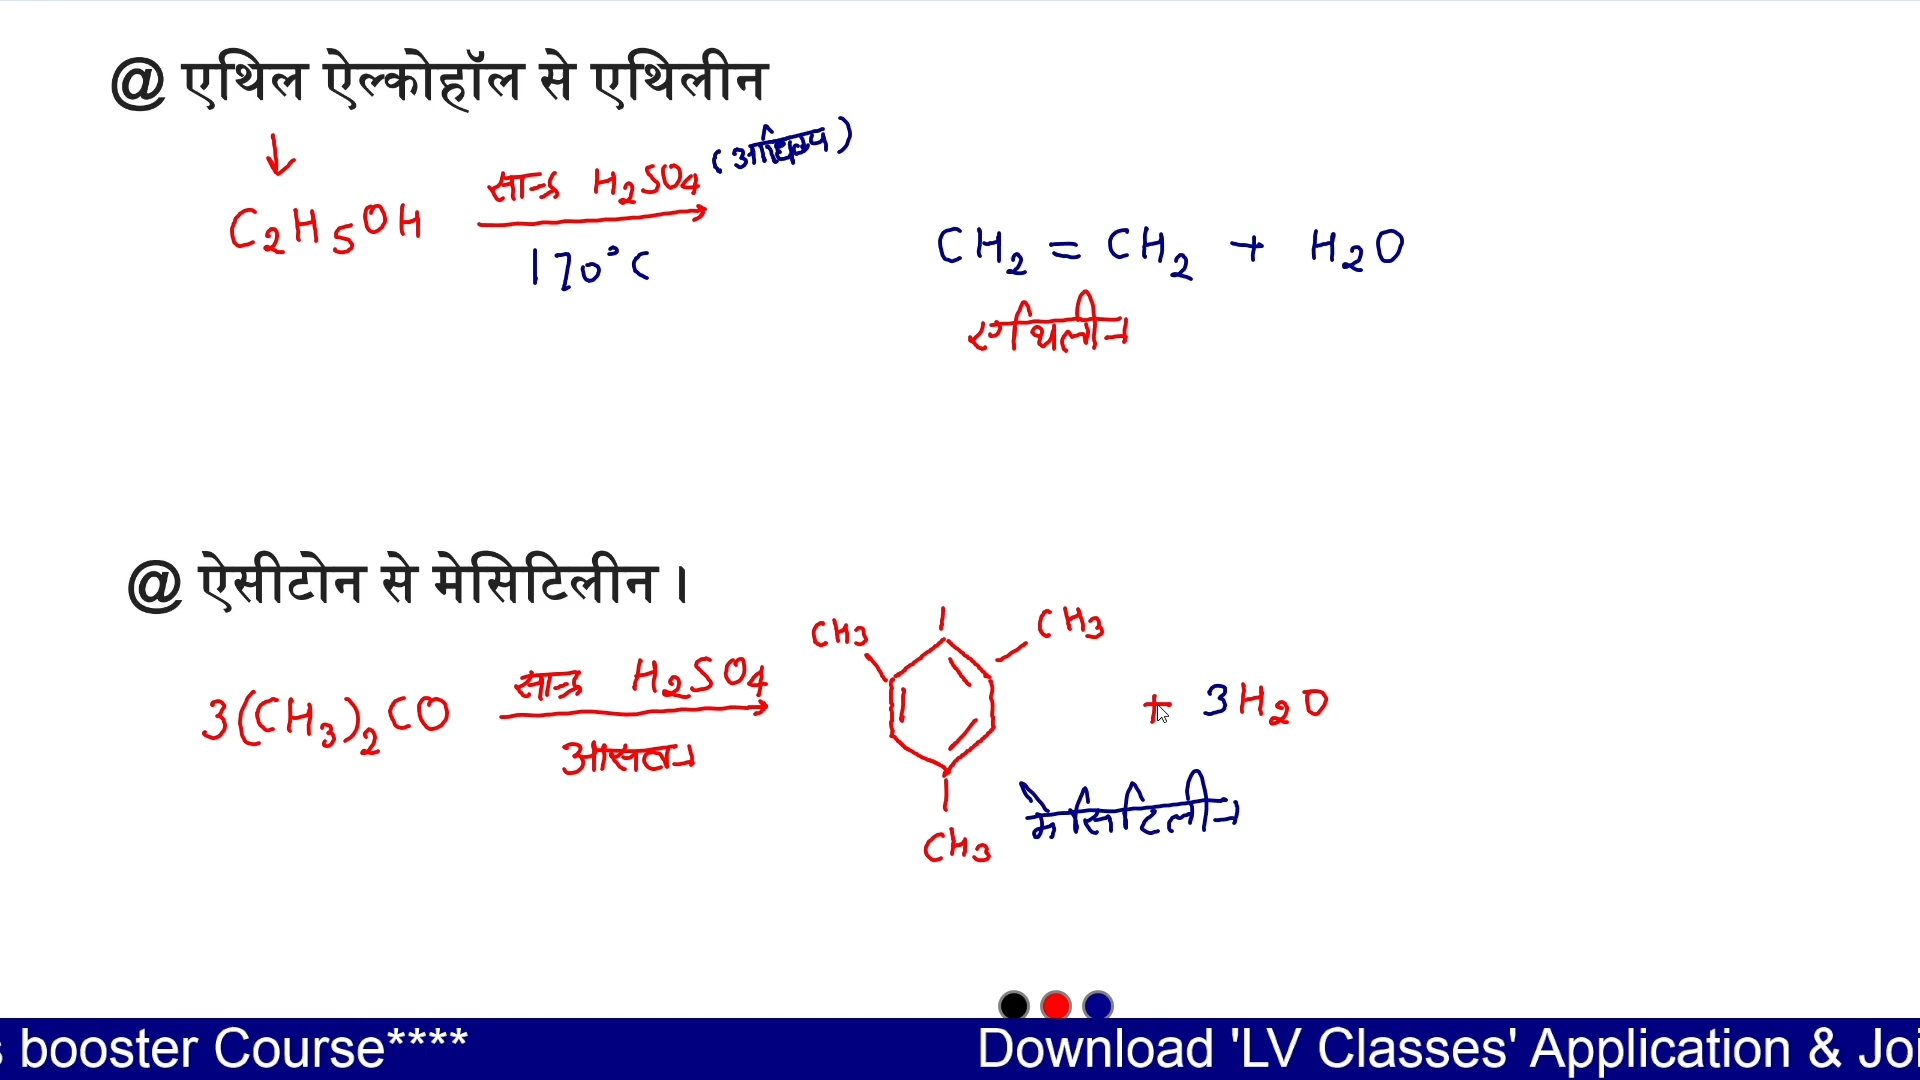 @ एथिल ऐल्कोहॉल से एथिलीन
सान्द्र H₂SO₄ (आधिक्य)
C₂H₅OH
170°C
CH₂ = CH₂ + H₂O
एथिलीन
@ ऐसीटोन से मेसिटिलीन ।
CH₃ CH₃
3(CH₃)₂CO सान्द्र H₂SO₄ + 3H₂O
आसवन
मेसिटिलीन
CH₃
s booster Course**** Download 'LV Classes' Application & Joi